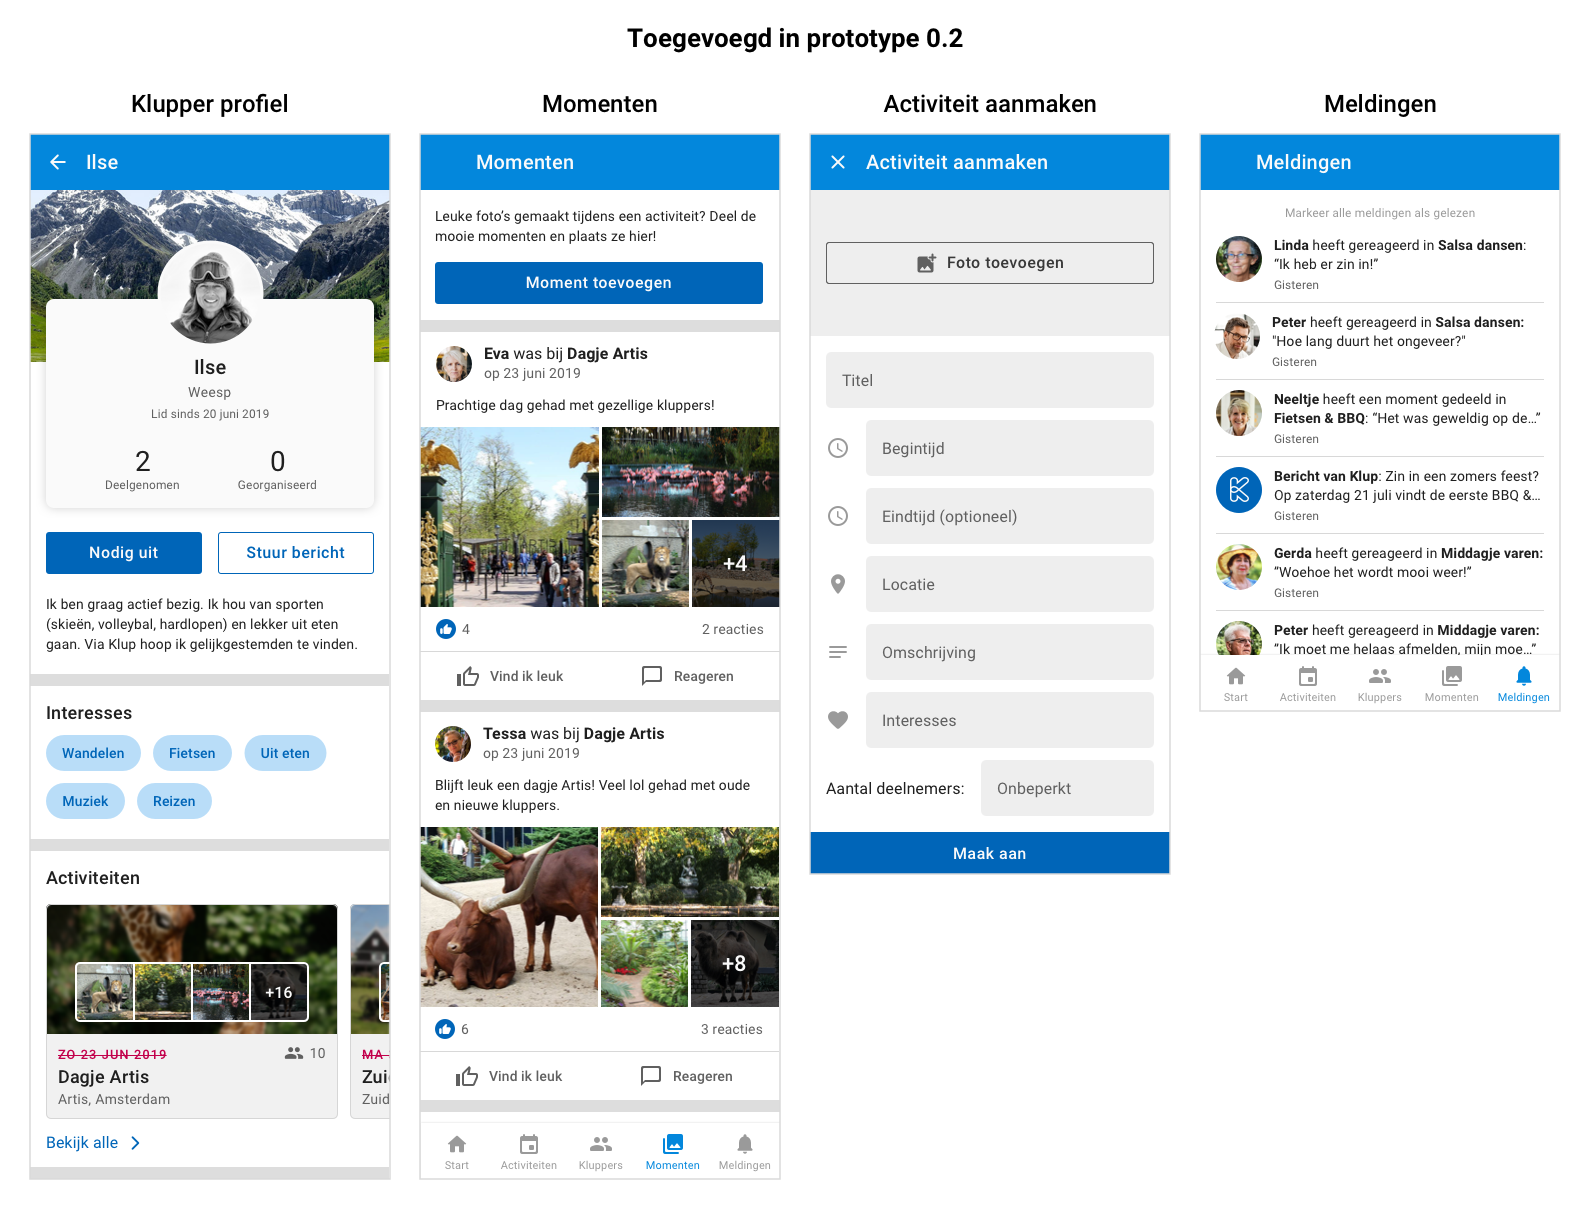 Toegevoegd in prototype 0.2
Klupper profiel
Ilse
Ilse
Weesp
Lid sinds 20 juni 2019
2
0
Deelgenomen
Georganiseerd
Nodig uit
Stuur bericht
Ik ben graag actief bezig. Ik hou van sporten
(skieën, volleybal, hardlopen) en lekker uit eten
gaan. Via Klup hoop ik gelijkgestemden te vinden.
Interesses
Wandelen
Fietsen
Uit eten
Muziek
Reizen
Activiteiten
+16
ZO 23 JUN 2019
10
Dagje Artis
Artis, Amsterdam
MA
Zui
Zuid
Bekijk alle
Momenten
Momenten
Leuke foto's gemaakt tijdens een activiteit? Deel de
mooie momenten en plaats ze hier!
Moment toevoegen
Eva was bij Dagje Artis
op 23 juni 2019
Prachtige dag gehad met gezellige kluppers!
ARTIS
+4
4
2 reacties
Vind ik leuk
Reageren
Tessa was bij Dagje Artis
op 23 juni 2019
Blijft leuk een dagje Artis! Veel lol gehad met oude
en nieuwe kluppers.
+8
6
3 reacties
Vind ik leuk
Reageren
Start
Activiteiten
Kluppers
Momenten
Meldingen
Activiteit aanmaken
Activiteit aanmaken
Foto toevoegen
Titel
Begintijd
Eindtijd (optioneel)
Locatie
Omschrijving
Interesses
Aantal deelnemers:
Onbeperkt
Maak aan
Meldingen
Meldingen
Markeer alle meldingen als gelezen
Linda heeft gereageerd in Salsa dansen:
“Ik heb er zin in!”
Gisteren
Peter heeft gereageerd in Salsa dansen:
"Hoe lang duurt het ongeveer?"
Gisteren
Neeltje heeft een moment gedeeld in
Fietsen & BBQ: “Het was geweldig op de…”
Gisteren
Bericht van Klup: Zin in een zomers feest?
Op zaterdag 21 juli vindt de eerste BBQ &…
Gisteren
Gerda heeft gereageerd in Middagje varen:
“Woehoe het wordt mooi weer!”
Gisteren
Peter heeft gereageerd in Middagje varen:
“Ik moet me helaas afmelden, mijn moe…”
Start
Activiteiten
Kluppers
Momenten
Meldingen